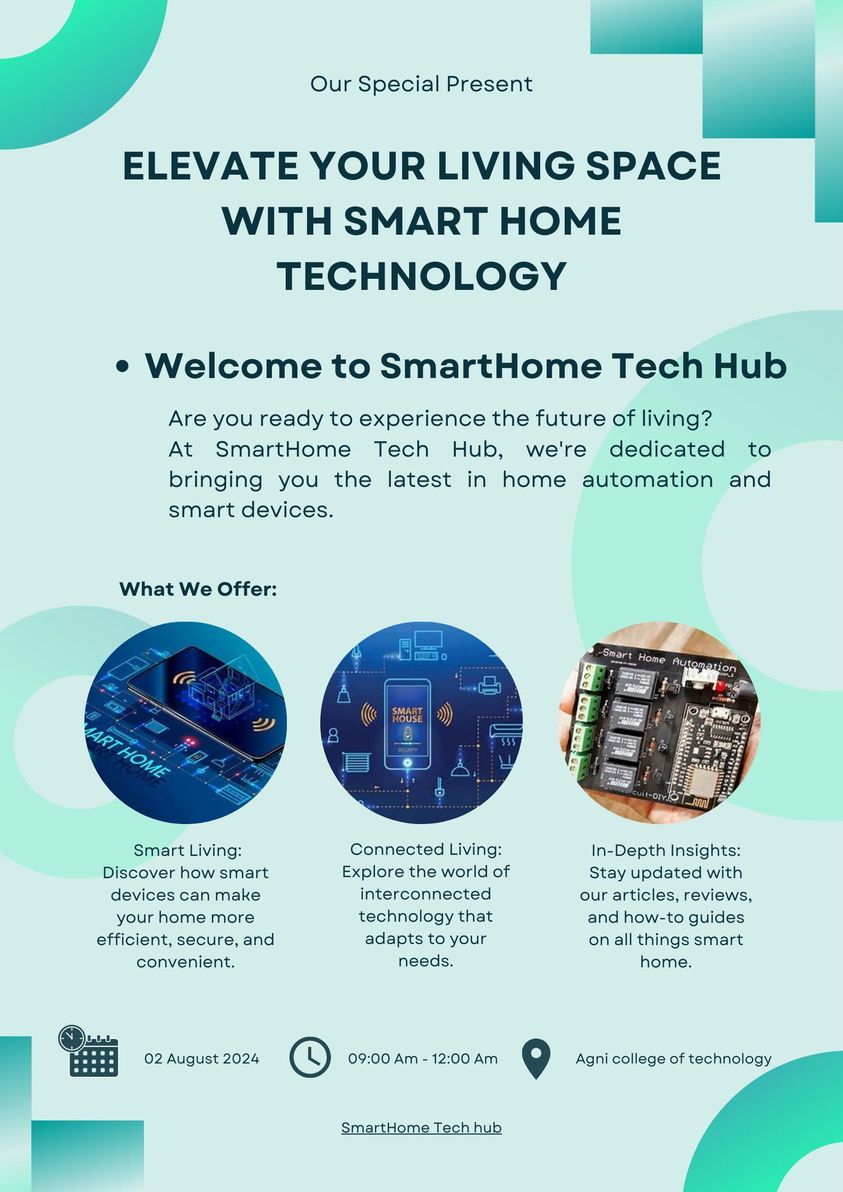 Our Special Present
ELEVATE YOUR LIVING SPACE
WITH SMART HOME
TECHNOLOGY
• Welcome to SmartHome Tech Hub
Are you ready to experience the future of living?
At SmartHome Tech Hub, we're dedicated to
bringing you the latest in home automation and
smart devices.
What We Offer:
SMART HOME
SMART
HOUSE
SECURITY
Smart Home Automation
Smart Living:
Discover how smart
devices can make
your home more
efficient, secure, and
convenient.
Connected Living:
Explore the world of
interconnected
technology that
adapts to your
needs.
In-Depth Insights:
Stay updated with
our articles, reviews,
and how-to guides
on all things smart
home.
02 August 2024
09:00 Am - 12:00 Am
Agni college of technology
SmartHome Tech hub